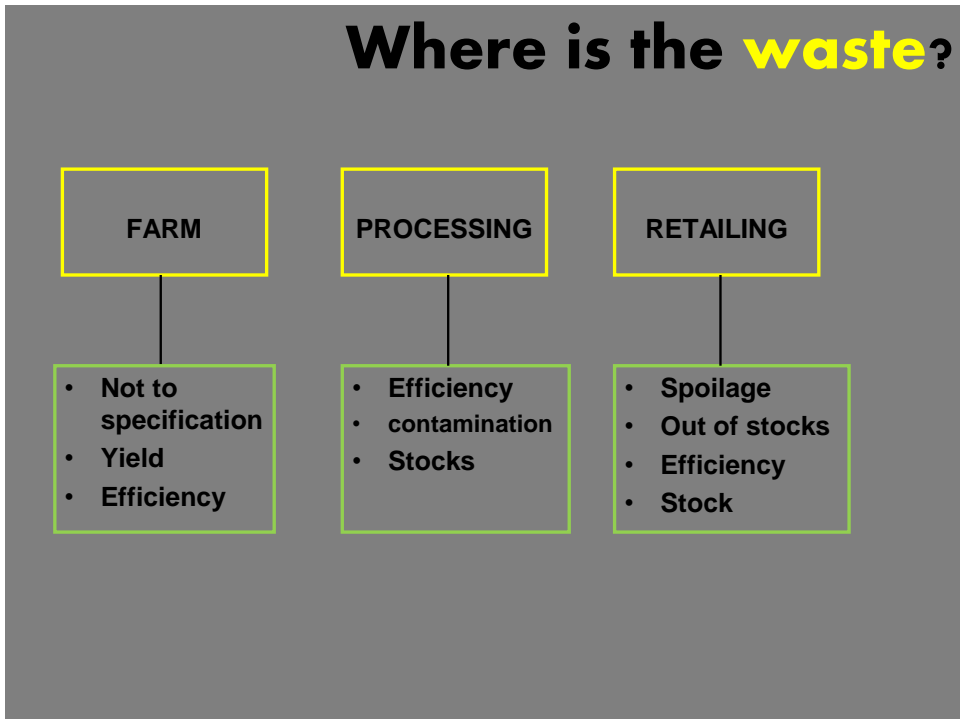 Where is the waste?
FARM
PROCESSING
RETAILING
• Not to
specification
• Yield
• Efficiency
• Efficiency
• contamination
• Stocks
• Spoilage
• Out of stocks
• Efficiency
• Stock